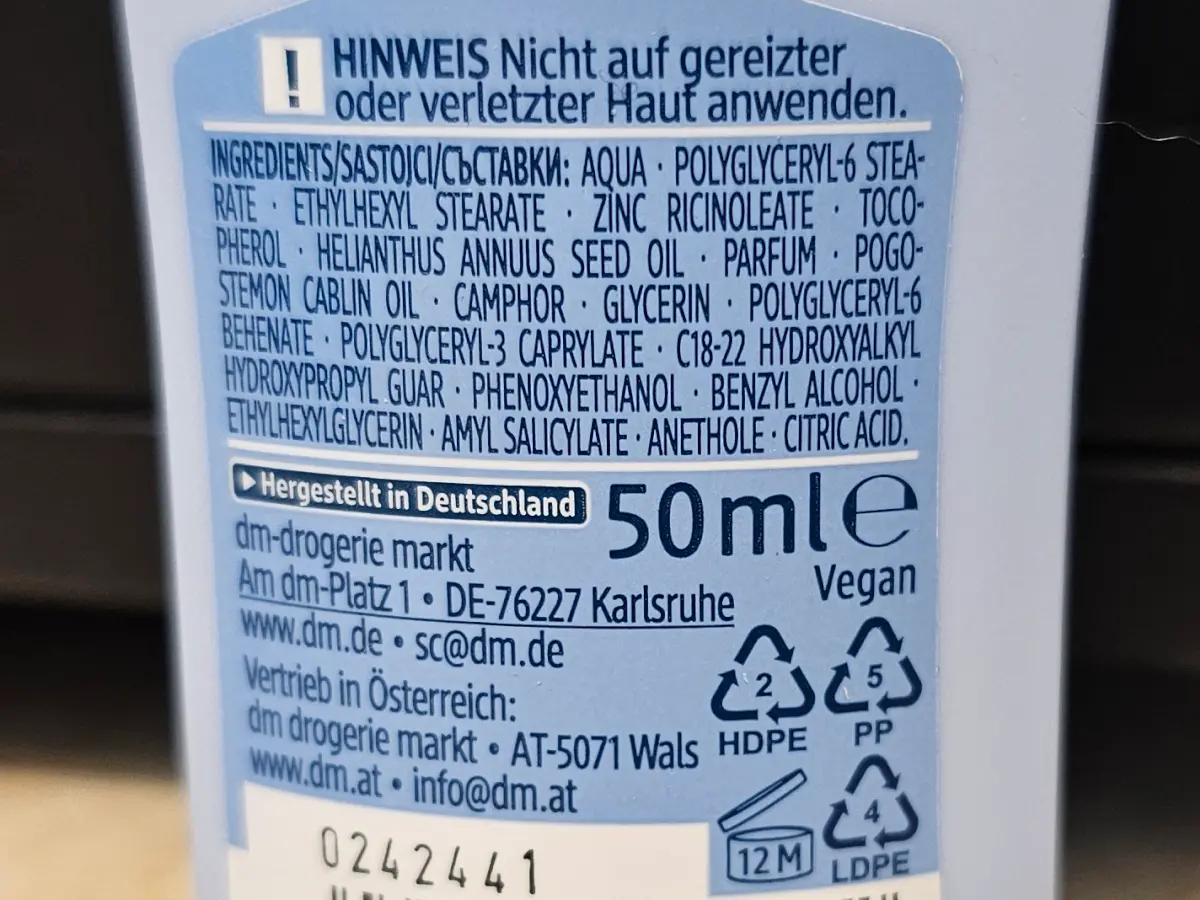 ! HINWEIS Nicht auf gereizter
oder verletzter Haut anwenden.
INGREDIENTS/SASTOJCI/СЪСТАВКИ: AQUA · POLYGLYCERYL-6 STEA-
RATE · ETHYLHEXYL STEARATE · ZINC RICINOLEATE · TOCO-
PHEROL · HELIANTHUS ANNUUS SEED OIL · PARFUM · POGO-
STEMON CABLIN OIL · CAMPHOR · GLYCERIN · POLYGLYCERYL-6
BEHENATE · POLYGLYCERYL-3 CAPRYLATE · C18-22 HYDROXYALKYL
HYDROXYPROPYL GUAR · PHENOXYETHANOL · BENZYL ALCOHOL ·
ETHYLHEXYLGLYCERIN · AMYL SALICYLATE · ANETHOLE · CITRIC ACID.
Hergestellt in Deutschland
50 ml ℮
Vegan
dm-drogerie markt
Am dm-Platz 1 • DE-76227 Karlsruhe
www.dm.de • sc@dm.de
Vertrieb in Österreich:
dm drogerie markt • AT-5071 Wals
www.dm.at • info@dm.at
2
HDPE
5
PP
12 M
4
LDPE
0242441